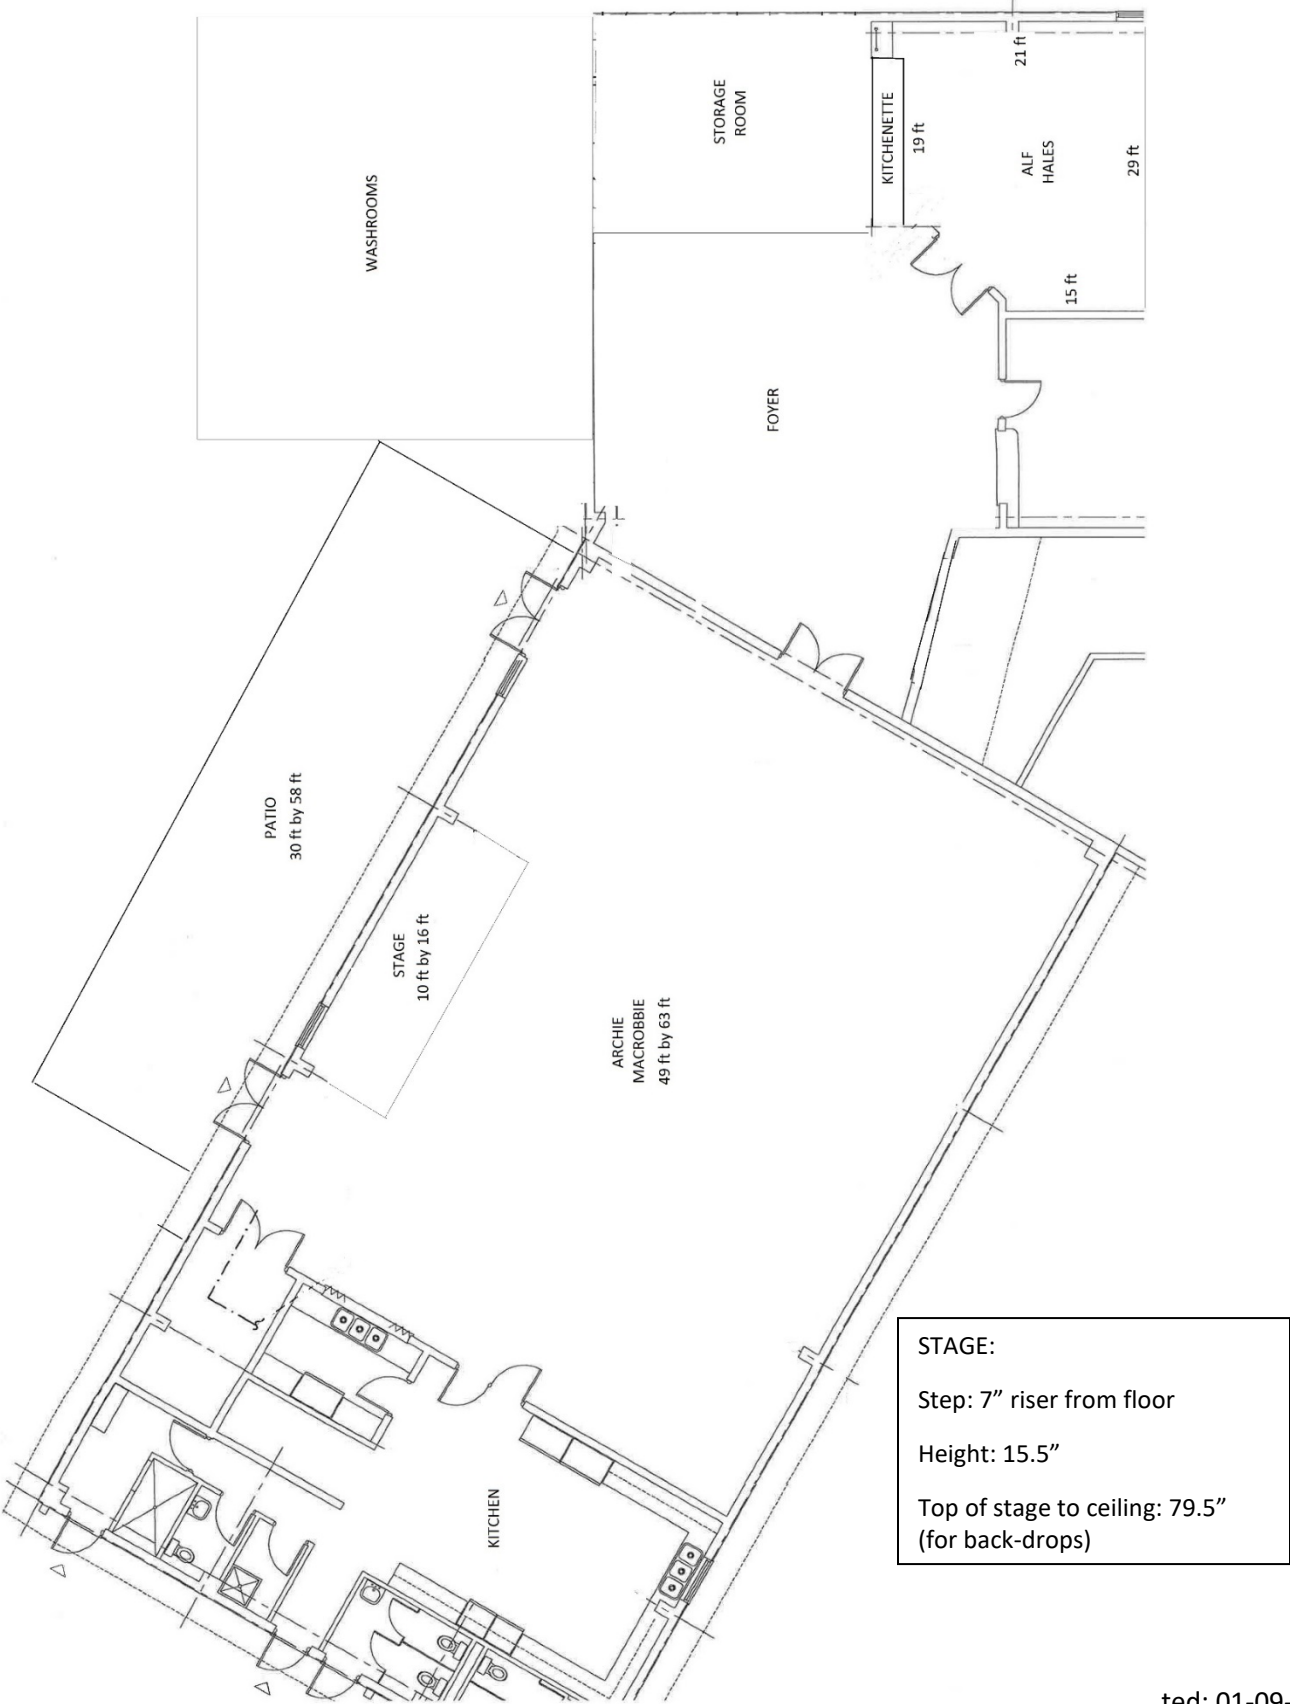 WASHROOMS
STORAGE
ROOM
KITCHENETTE
19 ft
21 ft
ALF
HALES
29 ft
15 ft
FOYER
PATIO
30 ft by 58 ft
STAGE
10 ft by 16 ft
ARCHIE
MACROBBIE
49 ft by 63 ft
KITCHEN
STAGE:
Step: 7” riser from floor
Height: 15.5”
Top of stage to ceiling: 79.5”
(for back-drops)
ted: 01-09-